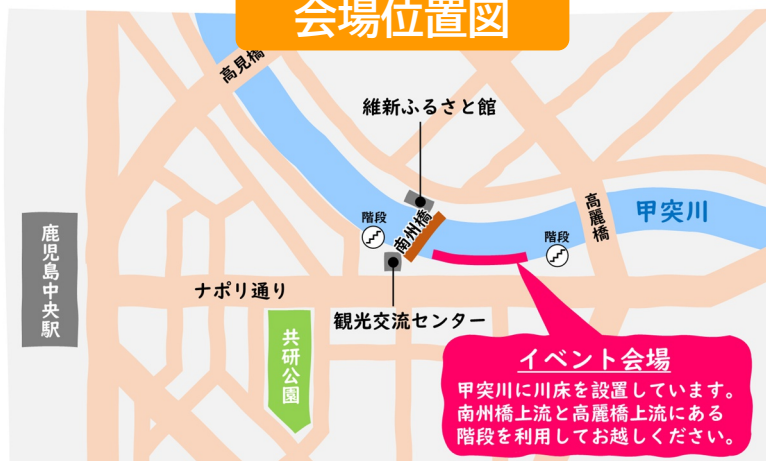 会場位置図
高見橋
維新ふるさと館
階段
南州橋
高麗橋
甲突川
階段
鹿児島中央駅
ナポリ通り
観光交流センター
共研公園
イベント会場
甲突川に川床を設置しています。
南州橋上流と高麗橋上流にある
階段を利用してお越しください。